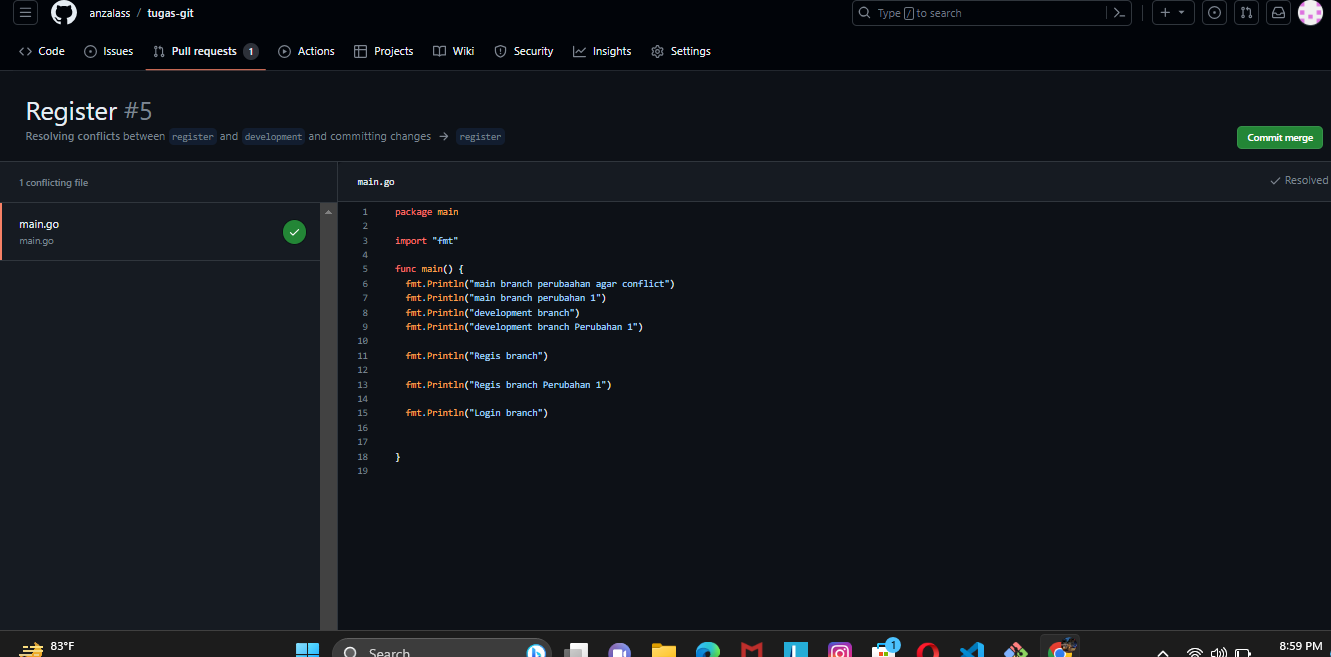 anzalass / tugas-git
Type / to search
Code Issues Pull requests 1 Actions Projects Wiki Security Insights Settings
Register #5
Resolving conflicts between register and development and committing changes → register
Commit merge
1 conflicting file
main.go
main.go
main.go
Resolved
1 package main
2
3 import "fmt"
4
5 func main() {
6 fmt.Println("main branch perubaahan agar conflict")
7 fmt.Println("main branch perubahan 1")
8 fmt.Println("development branch")
9 fmt.Println("development branch Perubahan 1")
10
11 fmt.Println("Regis branch")
12
13 fmt.Println("Regis branch Perubahan 1")
14
15 fmt.Println("Login branch")
16
17
18 }
19
83°F
Search
1
8:59 PM